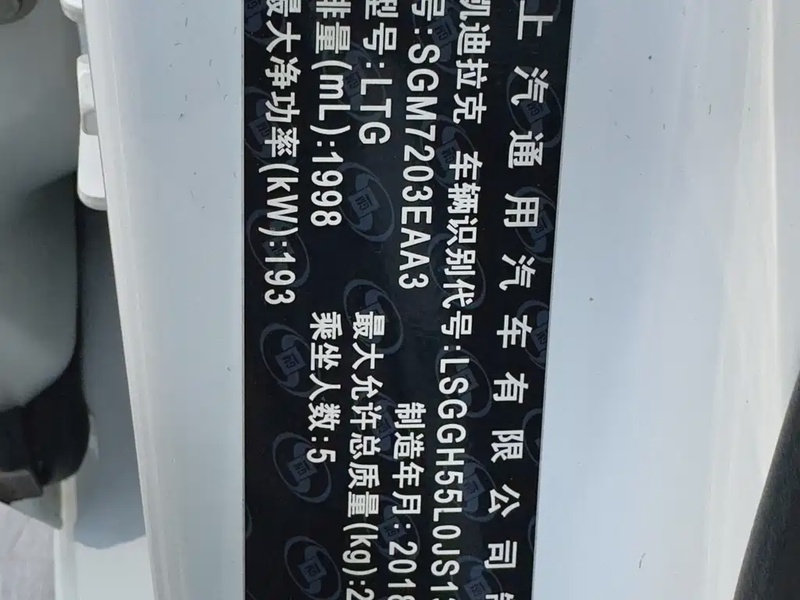 上汽通用汽车有限公司
凯迪拉克 车辆识别代号:LSGGH55L0JS1
号:SGM7203EAA3 制造年月:2018
型号:LTG 最大允许总质量(kg):2
排量(mL):1998 乘坐人数:5
最大净功率(kW):193